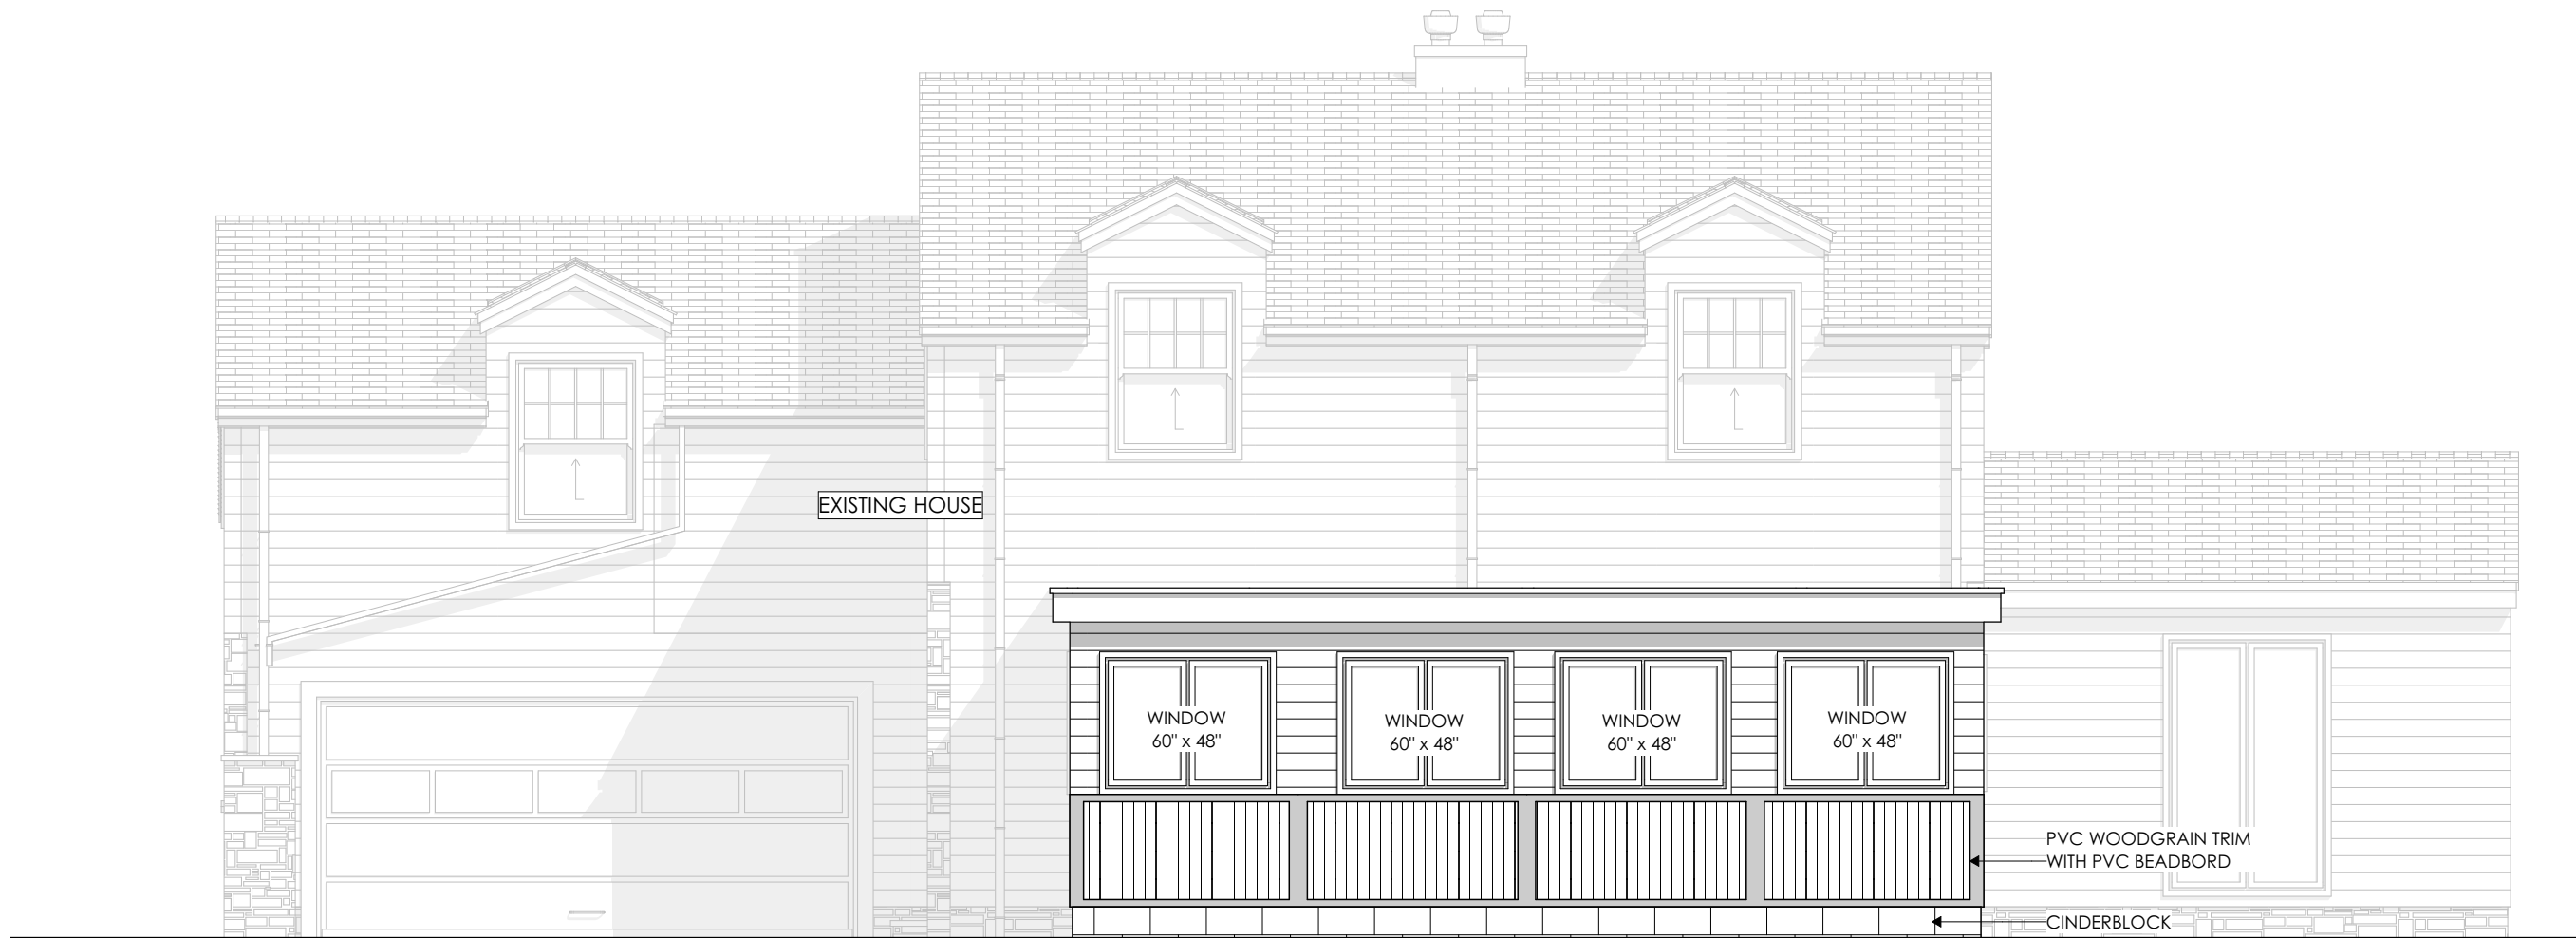 EXISTING HOUSE
WINDOW
60" x 48"
WINDOW
60" x 48"
WINDOW
60" x 48"
WINDOW
60" x 48"
PVC WOODGRAIN TRIM
WITH PVC BEADBORD
CINDERBLOCK